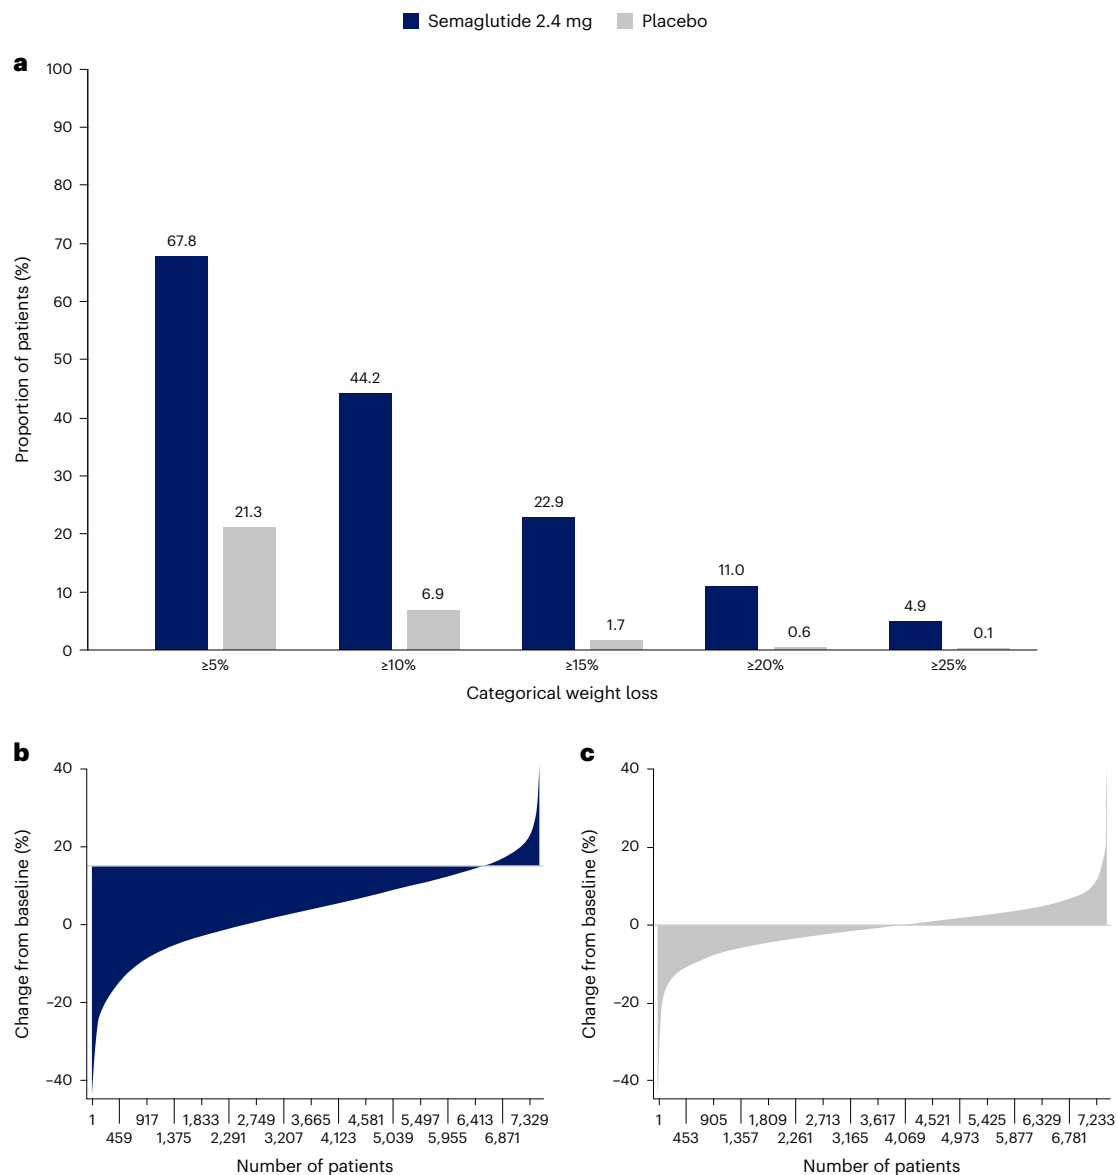 Semaglutide 2.4 mg Placebo
a
100
90
80
70
60
50
40
30
20
10
0
Proportion of patients (%)
67.8
21.3
44.2
6.9
22.9
1.7
11.0
0.6
4.9
0.1
≥5% ≥10% ≥15% ≥20% ≥25%
Categorical weight loss
b
40
20
0
–20
–40
Change from baseline (%)
1 917 1,833 2,749 3,665 4,581 5,497 6,413 7,329
459 1,375 2,291 3,207 4,123 5,039 5,955 6,871
Number of patients
c
40
20
0
–20
–40
Change from baseline (%)
1 905 1,809 2,713 3,617 4,521 5,425 6,329 7,233
453 1,357 2,261 3,165 4,069 4,973 5,877 6,781
Number of patients